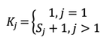 K_j = { 1, j = 1
S_j + 1, j > 1